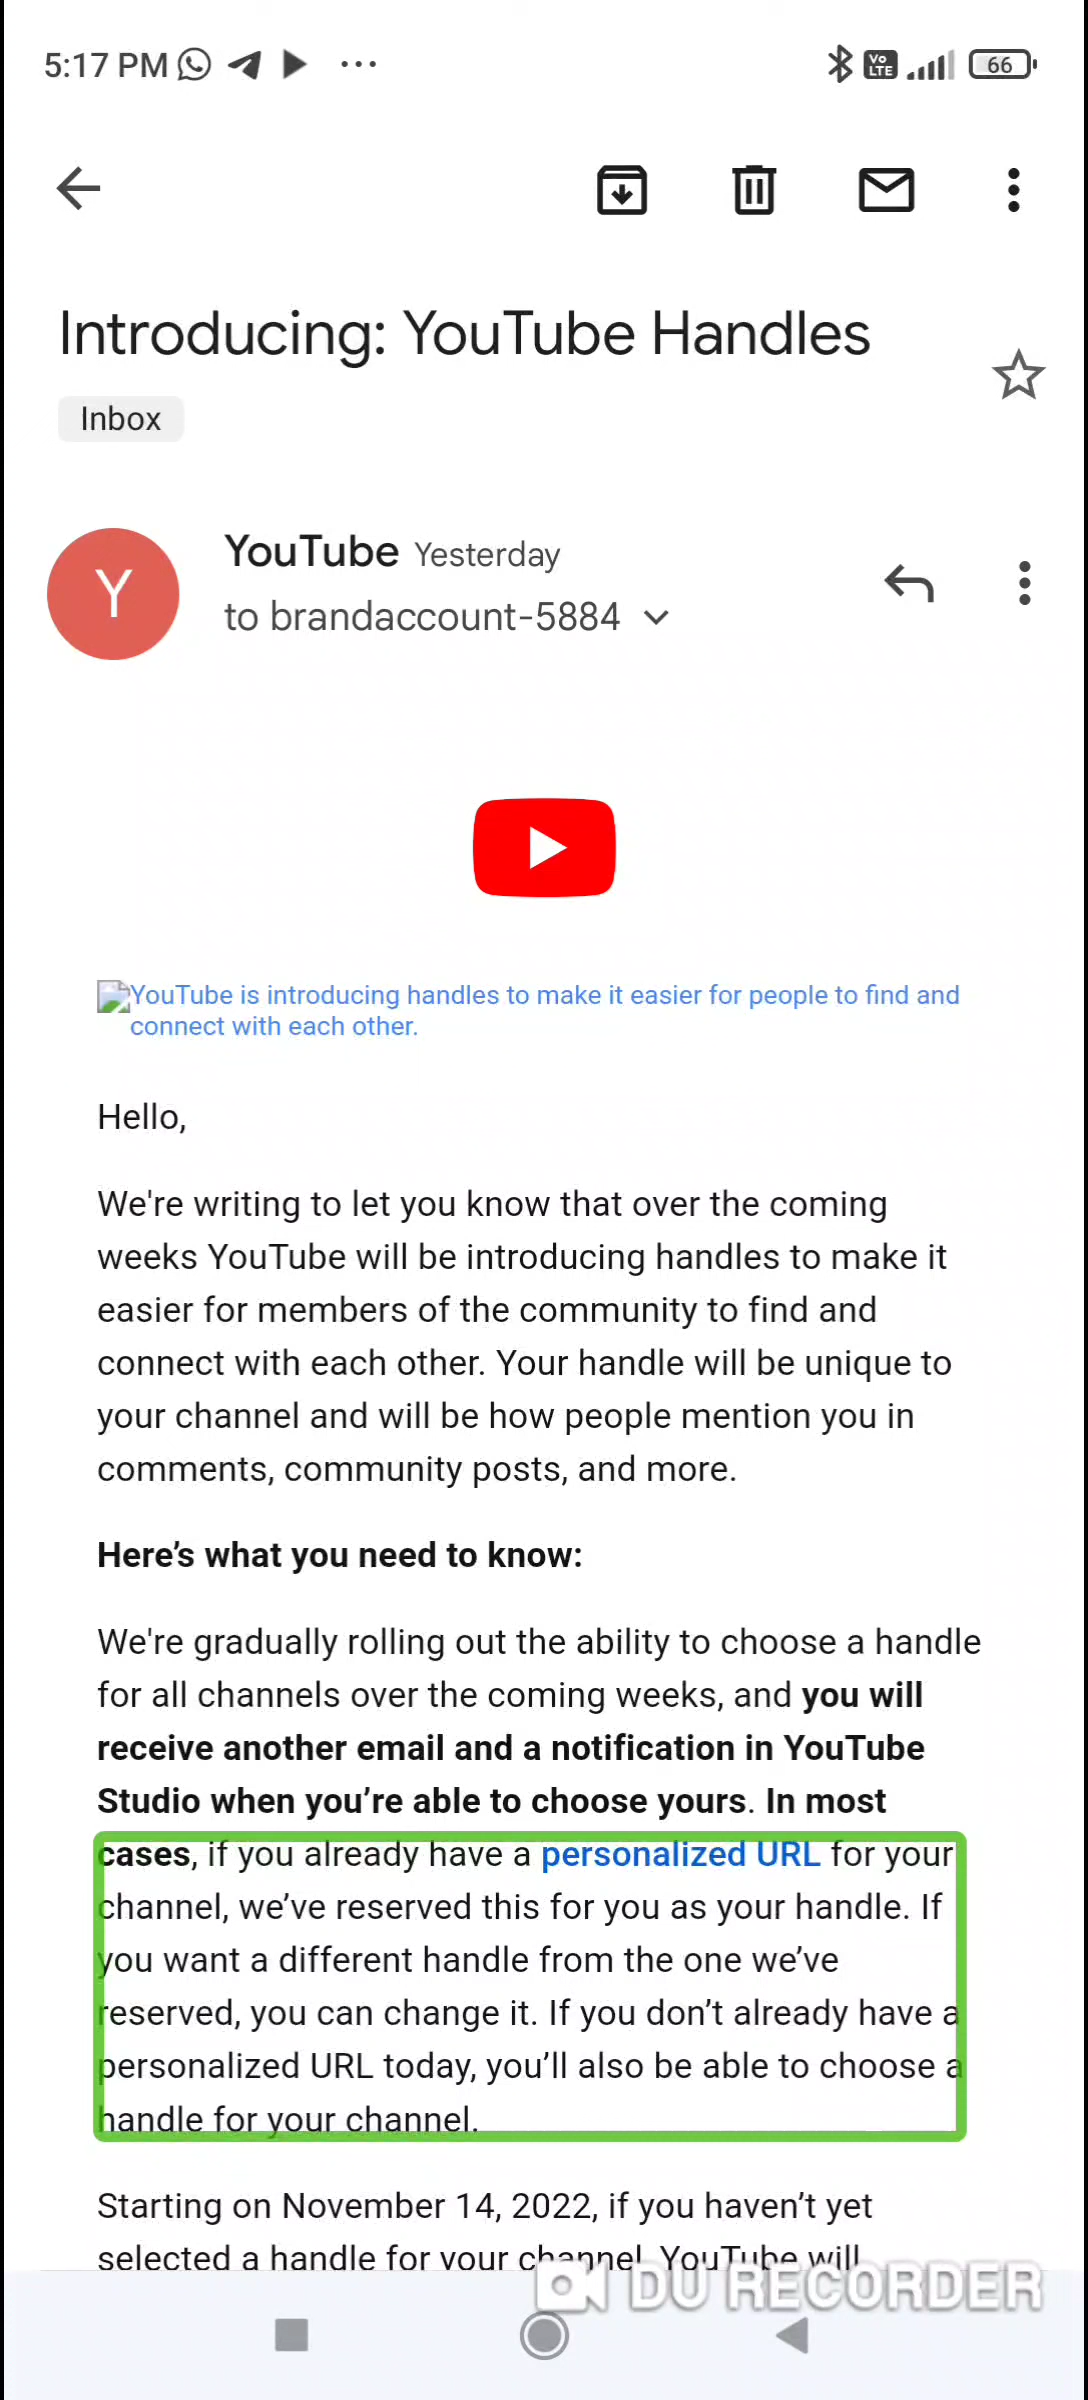 5:17 PM
Vo LTE
66
Introducing: YouTube Handles
Inbox
Y
YouTube Yesterday
to brandaccount-5884
YouTube is introducing handles to make it easier for people to find and
connect with each other.
Hello,
We're writing to let you know that over the coming
weeks YouTube will be introducing handles to make it
easier for members of the community to find and
connect with each other. Your handle will be unique to
your channel and will be how people mention you in
comments, community posts, and more.
Here’s what you need to know:
We're gradually rolling out the ability to choose a handle
for all channels over the coming weeks, and you will
receive another email and a notification in YouTube
Studio when you’re able to choose yours. In most
cases, if you already have a personalized URL for your
channel, we’ve reserved this for you as your handle. If
you want a different handle from the one we’ve
reserved, you can change it. If you don’t already have a
personalized URL today, you’ll also be able to choose a
handle for your channel.
Starting on November 14, 2022, if you haven’t yet
selected a handle for your channel, YouTube will
DU RECORDER